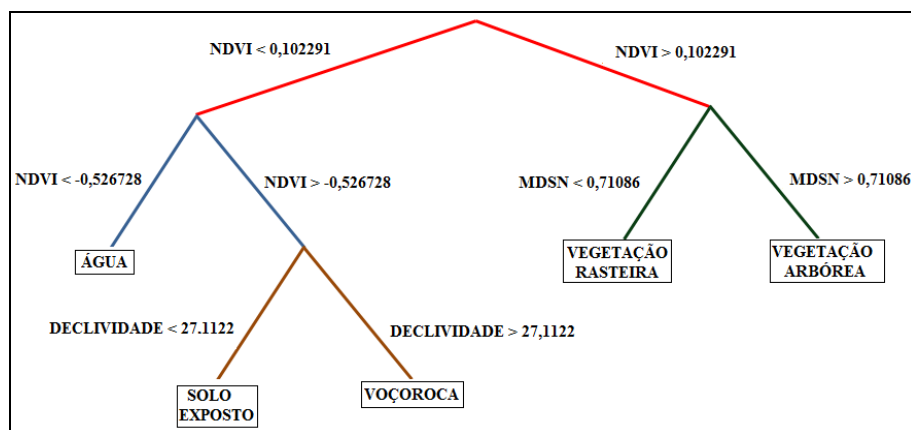 NDVI < 0,102291
NDVI > 0,102291
NDVI < -0,526728
NDVI > -0,526728
MDSN < 0,71086
MDSN > 0,71086
ÁGUA
VEGETAÇÃO
RASTEIRA
VEGETAÇÃO
ARBÓREA
DECLIVIDADE < 27.1122
DECLIVIDADE > 27,1122
SOLO
EXPOSTO
VOÇOROCA